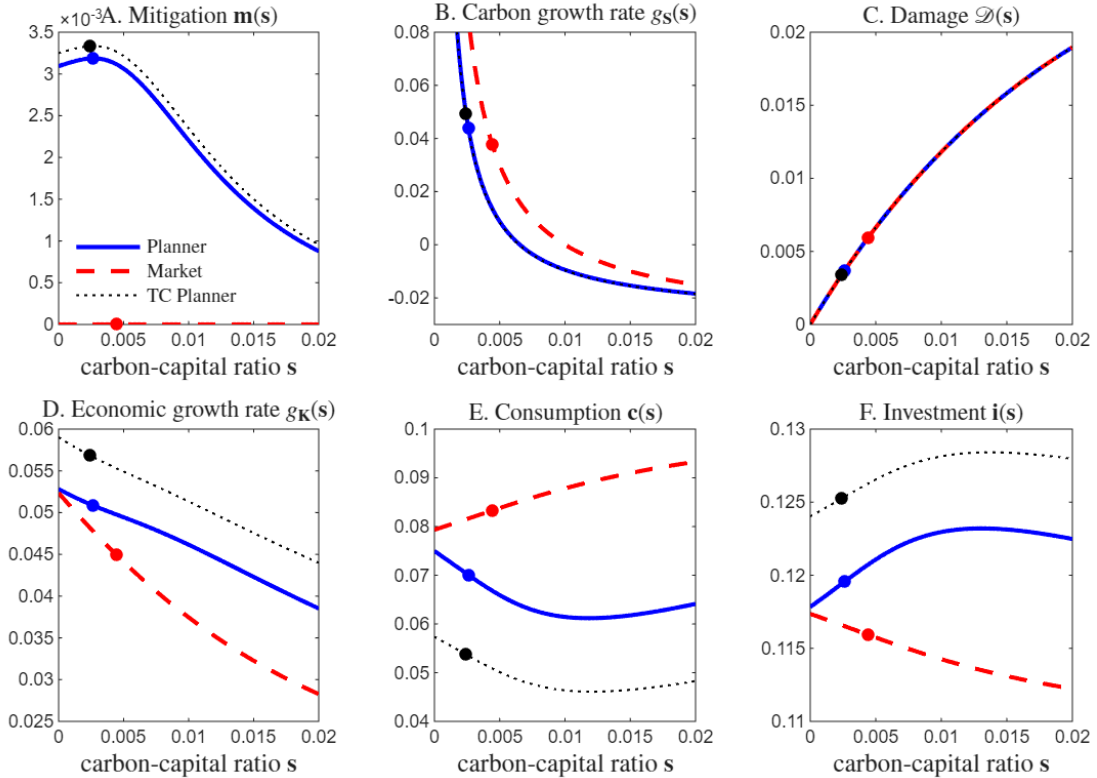 ×10⁻³A. Mitigation m(s)
3.5
3
2.5
2
1.5
1
0.5
0
Planner
Market
TC Planner
0 0.005 0.01 0.015 0.02
carbon-capital ratio s
B. Carbon growth rate g_S(s)
0.08
0.06
0.04
0.02
0
-0.02
0 0.005 0.01 0.015 0.02
carbon-capital ratio s
C. Damage 𝒟(s)
0.02
0.015
0.01
0.005
0
0 0.005 0.01 0.015 0.02
carbon-capital ratio s
D. Economic growth rate g_K(s)
0.06
0.055
0.05
0.045
0.04
0.035
0.03
0.025
0 0.005 0.01 0.015 0.02
carbon-capital ratio s
E. Consumption c(s)
0.1
0.09
0.08
0.07
0.06
0.05
0.04
0 0.005 0.01 0.015 0.02
carbon-capital ratio s
F. Investment i(s)
0.13
0.125
0.12
0.115
0.11
0 0.005 0.01 0.015 0.02
carbon-capital ratio s